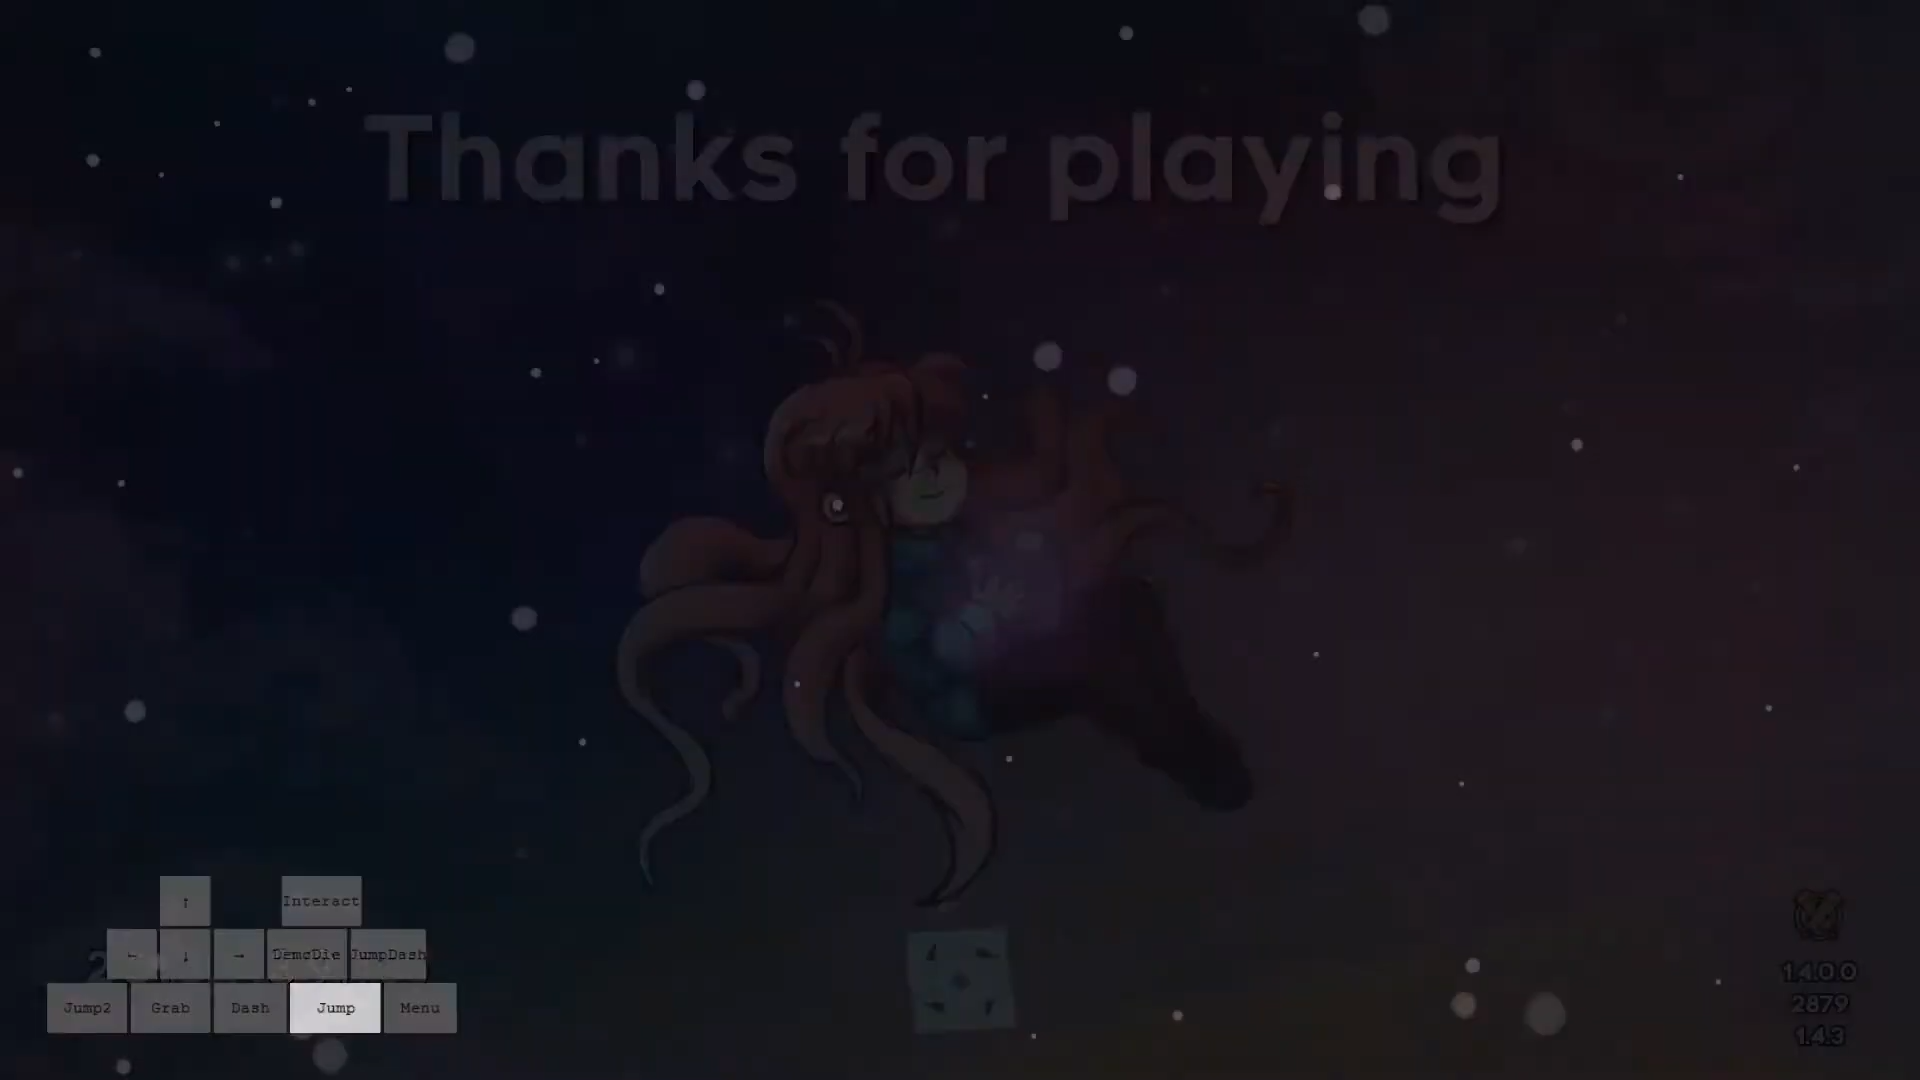 Thanks for playing
↑ Interact
← ↓ → DemoDie JumpDash
Jump2 Grab Dash Jump Menu
1.4.0.0
2879
1.4.3